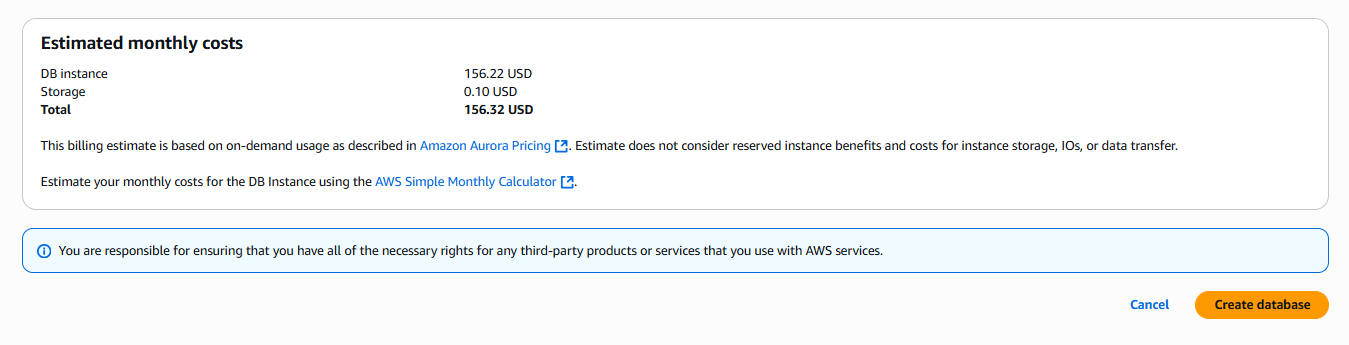 Estimated monthly costs
DB instance 156.22 USD
Storage 0.10 USD
Total 156.32 USD
This billing estimate is based on on-demand usage as described in Amazon Aurora Pricing. Estimate does not consider reserved instance benefits and costs for instance storage, IOs, or data transfer.
Estimate your monthly costs for the DB Instance using the AWS Simple Monthly Calculator.
You are responsible for ensuring that you have all of the necessary rights for any third-party products or services that you use with AWS services.
Cancel Create database